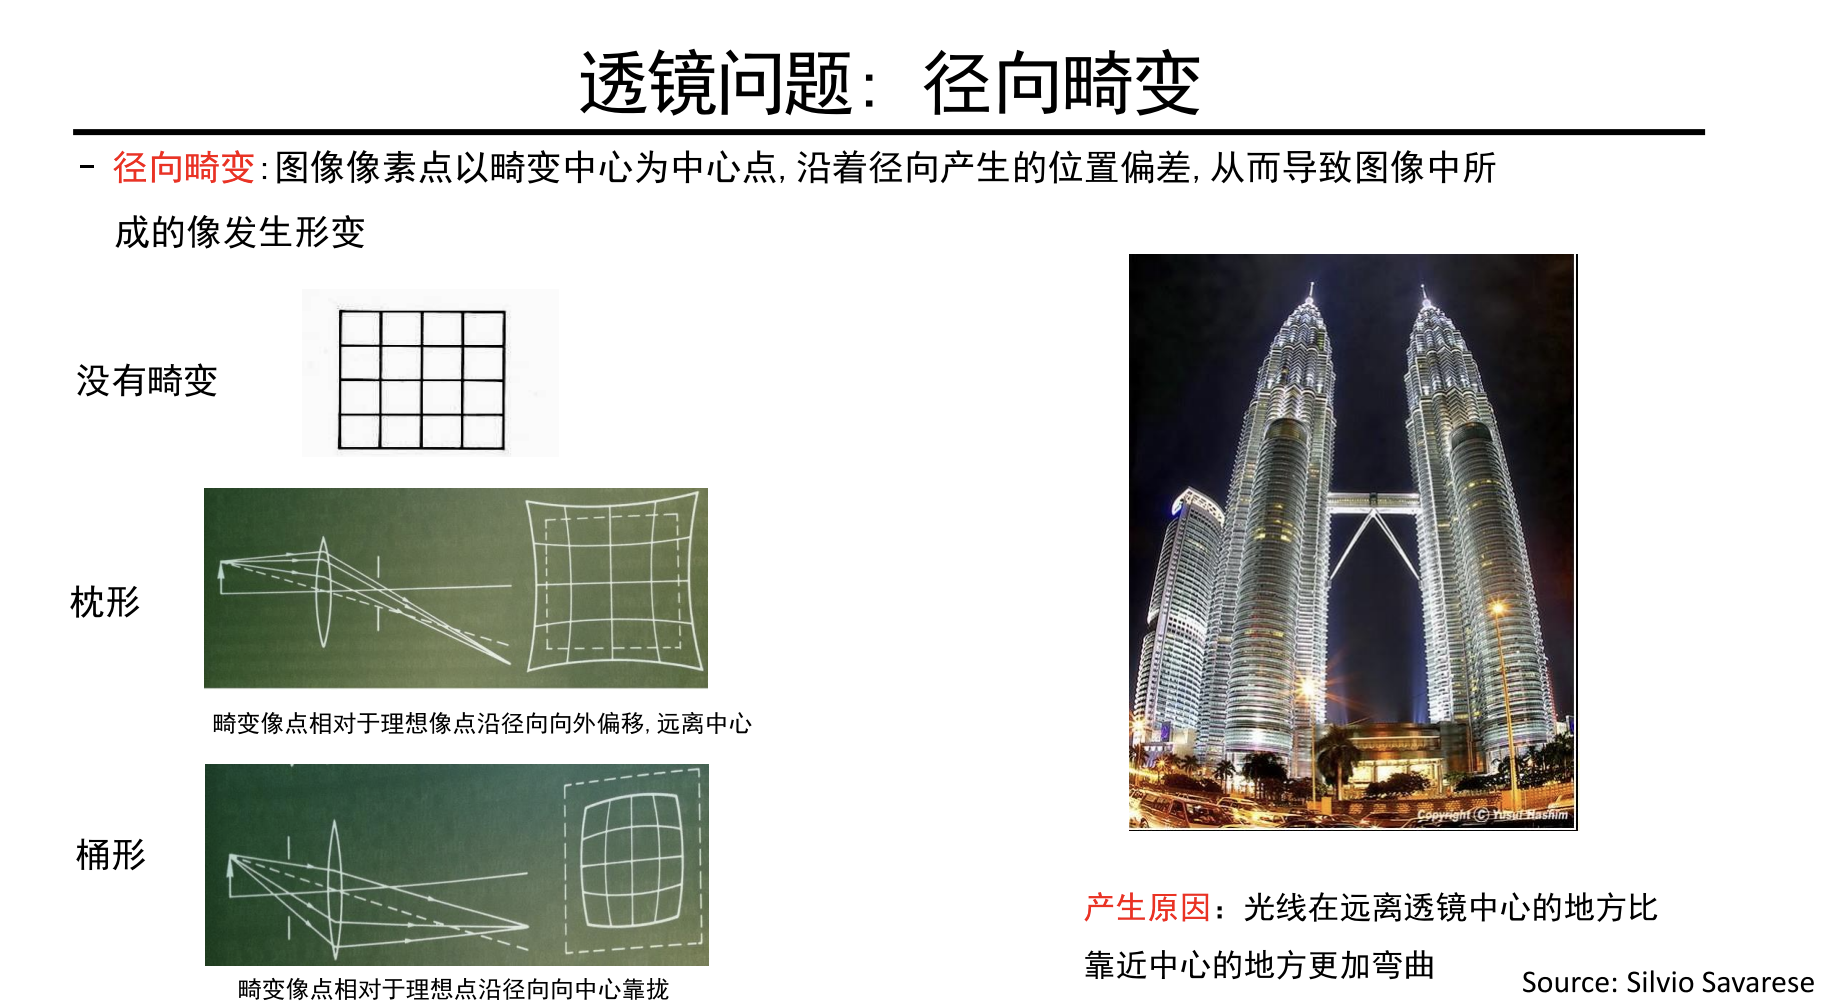 透镜问题：径向畸变
– 径向畸变:图像像素点以畸变中心为中心点,沿着径向产生的位置偏差,从而导致图像中所
成的像发生形变
没有畸变
枕形
畸变像点相对于理想像点沿径向向外偏移,远离中心
桶形
畸变像点相对于理想点沿径向向中心靠拢
Copyright (C) Yusuf Hashim
产生原因：光线在远离透镜中心的地方比
靠近中心的地方更加弯曲
Source: Silvio Savarese